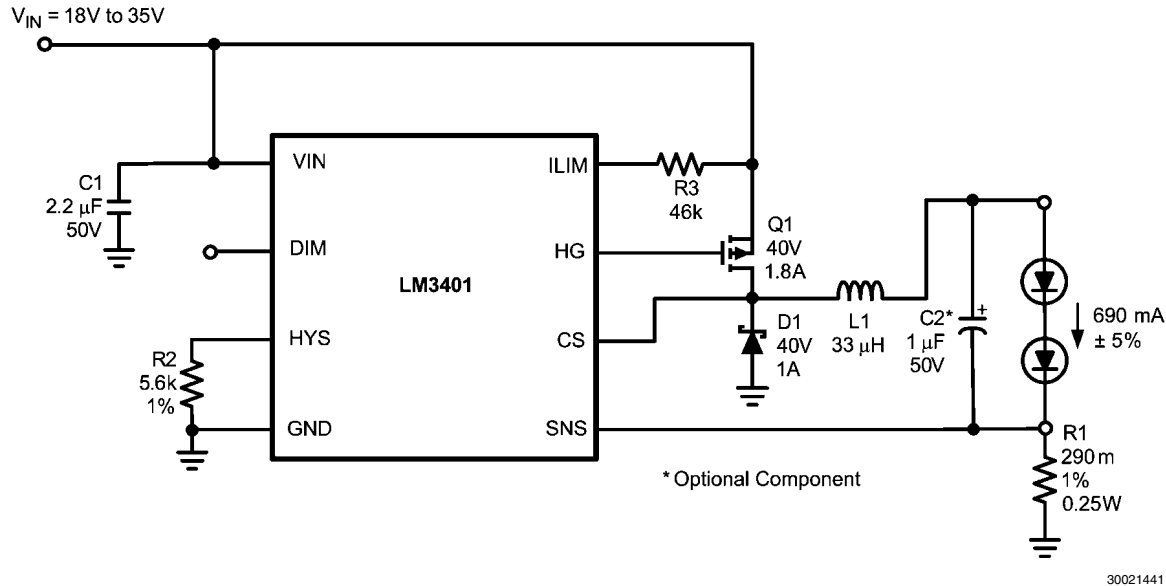 VIN = 18V to 35V
VIN
ILIM
R3
46k
C1
2.2 μF
50V
DIM
HG
Q1
40V
1.8A
LM3401
HYS
CS
D1
40V
1A
L1
33 μH
C2*
+
1 μF
50V
690 mA
± 5%
R2
5.6k
1%
GND
SNS
R1
290 m
1%
0.25W
* Optional Component
30021441